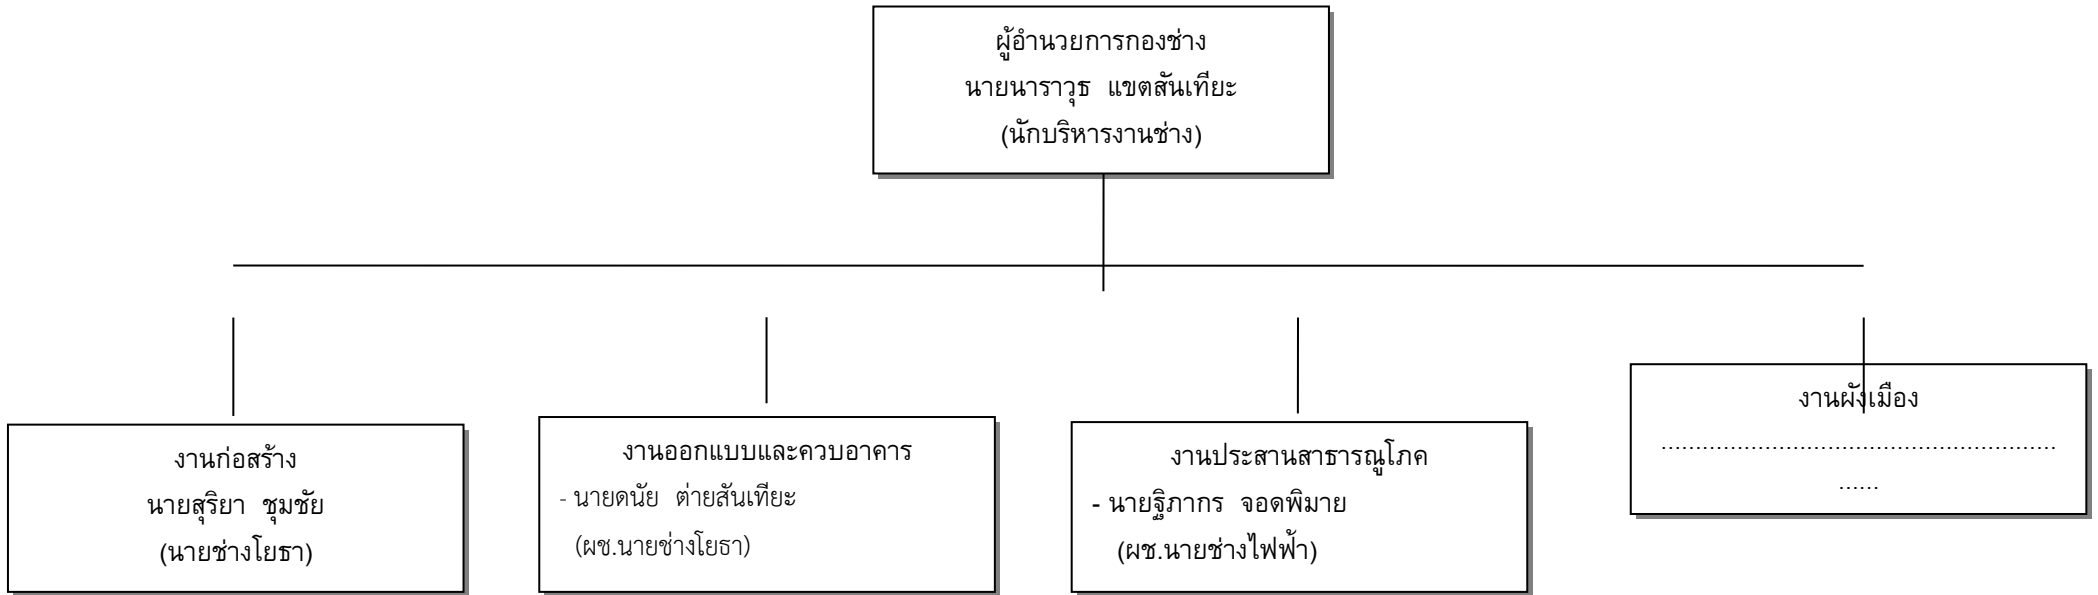 ผู้อำนวยการกองช่าง
นายนาราวุธ แขตสันเทียะ
(นักบริหารงานช่าง)
งานก่อสร้าง
นายสุริยา ชุมชัย
(นายช่างโยธา)
งานออกแบบและควบอาคาร
- นายดนัย ต่ายสันเทียะ
(ผช.นายช่างโยธา)
งานประสานสาธารณูโภค
- นายฐิภากร จอดพิมาย
(ผช.นายช่างไฟฟ้า)
งานผังเมือง
.........................................................
......